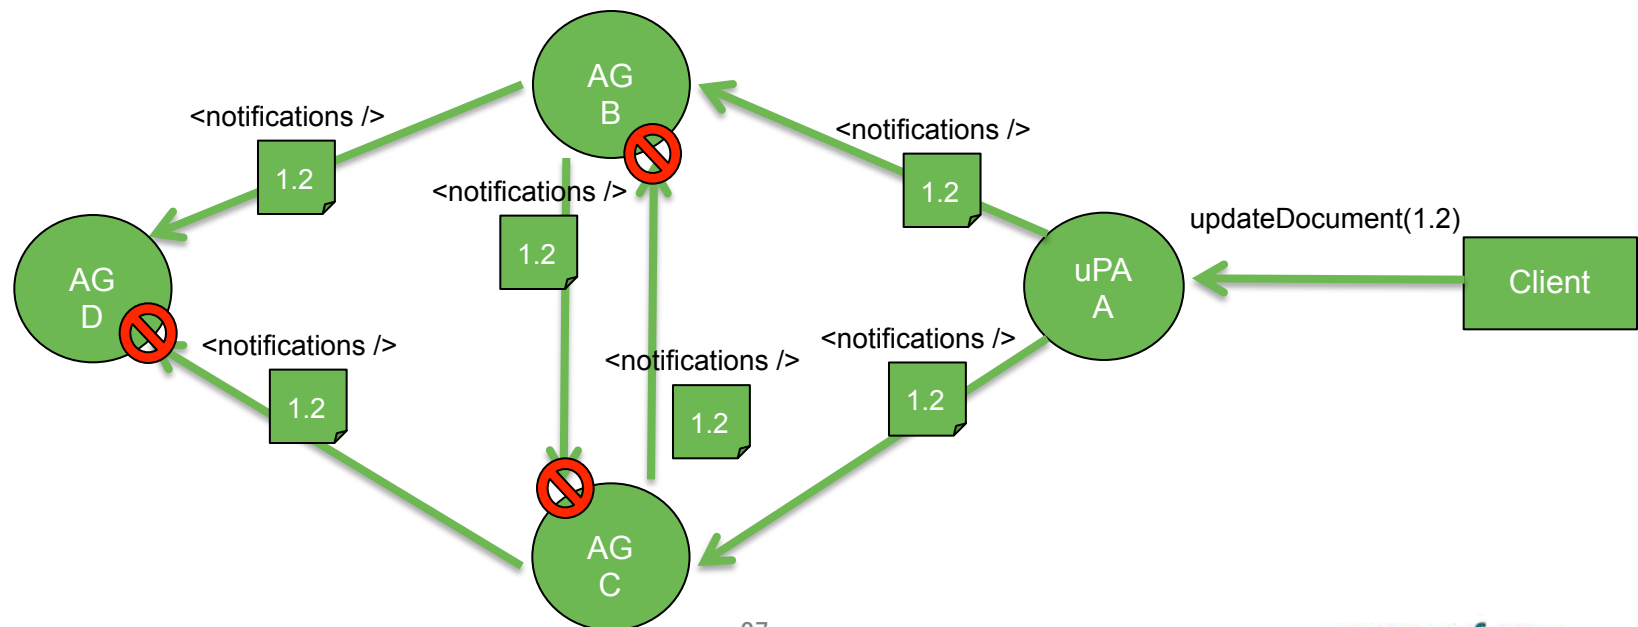 AG
B
<notifications />
1.2
<notifications />
1.2
<notifications />
1.2
updateDocument(1.2)
Client
uPA
A
AG
D
<notifications />
1.2
<notifications />
1.2
<notifications />
1.2
AG
C